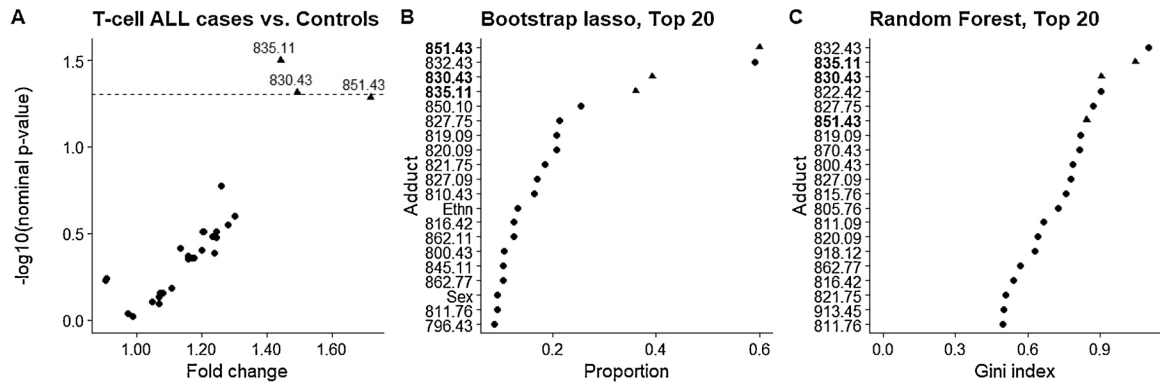 A
T-cell ALL cases vs. Controls
835.11
830.43
851.43
1.5
1.0
0.5
0.0
-log10(nominal p-value)
1.00 1.20 1.40 1.60
Fold change
B
Bootstrap lasso, Top 20
Adduct
851.43
832.43
830.43
835.11
850.10
827.75
819.09
820.09
821.75
827.09
810.43
Ethn
816.42
862.11
800.43
845.11
862.77
Sex
811.76
796.43
0.2 0.4 0.6
Proportion
C
Random Forest, Top 20
Adduct
832.43
835.11
830.43
822.42
827.75
851.43
819.09
870.43
800.43
827.09
815.76
805.76
811.09
820.09
918.12
862.77
816.42
821.75
913.45
811.76
0.0 0.3 0.6 0.9
Gini index